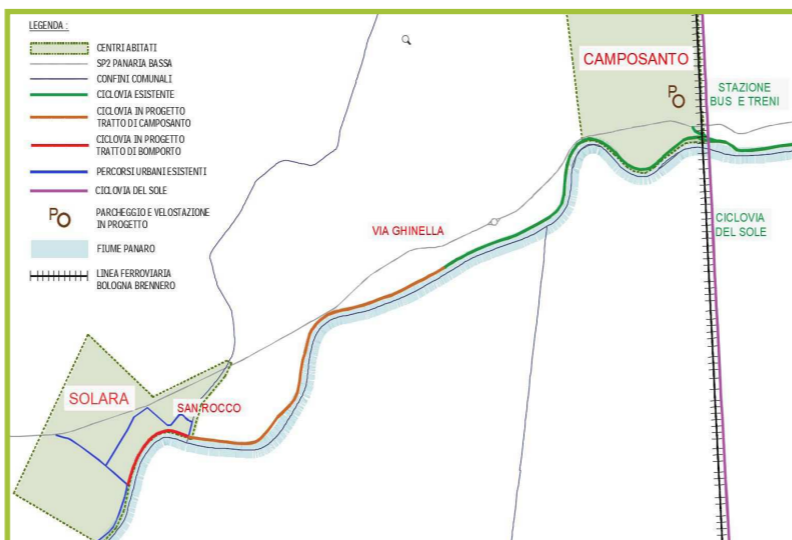 LEGENDA :
CENTRI ABITATI
SP2 PANARIA BASSA
CONFINI COMUNALI
CICLOVIA ESISTENTE
CICLOVIA IN PROGETTO
TRATTO DI CAMPOSANTO
CICLOVIA IN PROGETTO
TRATTO DI BOMPORTO
PERCORSI URBANI ESISTENTI
CICLOVIA DEL SOLE
PO
PARCHEGGIO E VELOSTAZIONE
IN PROGETTO
FIUME PANARO
LINEA FERROVIARIA
BOLOGNA BRENNERO
CAMPOSANTO
PO
STAZIONE
BUS E TRENI
VIA GHINELLA
CICLOVIA
DEL SOLE
SOLARA
SAN ROCCO